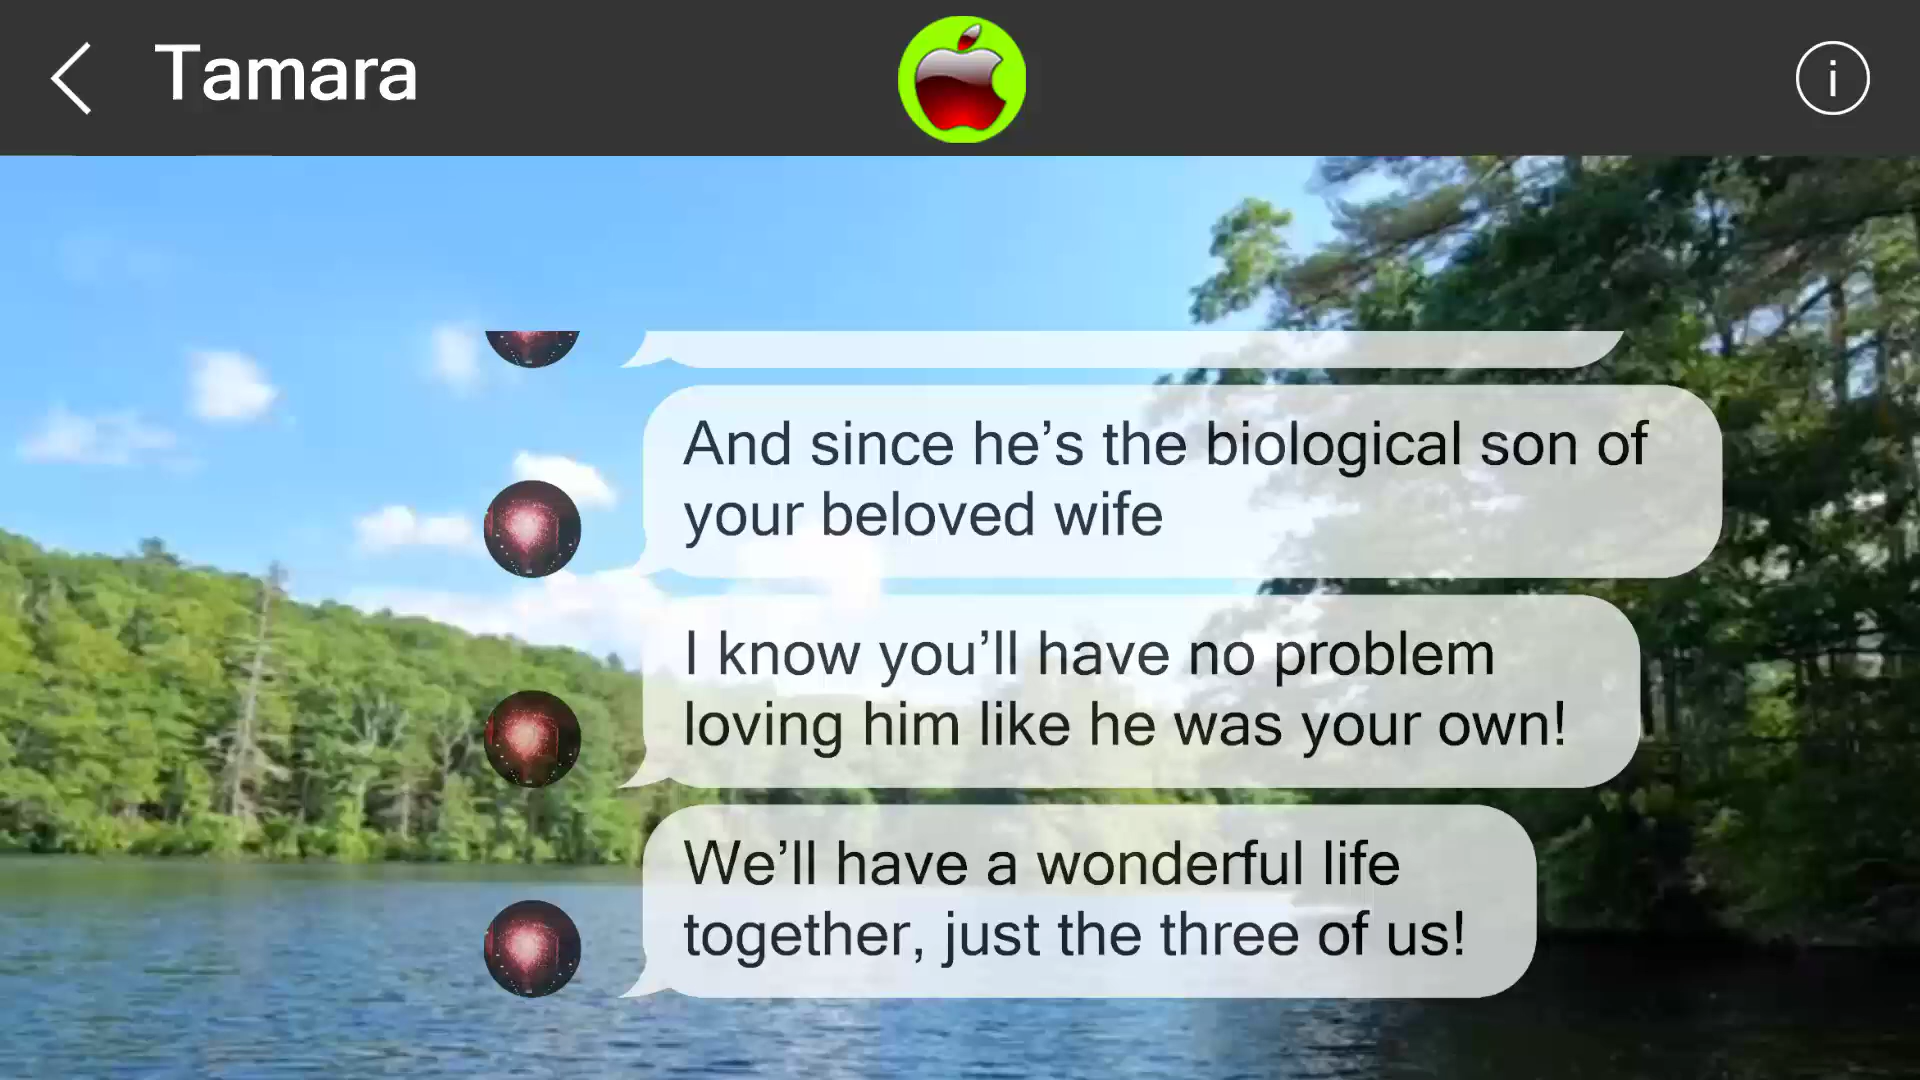 Tamara
And since he’s the biological son of
your beloved wife
I know you’ll have no problem
loving him like he was your own!
We’ll have a wonderful life
together, just the three of us!